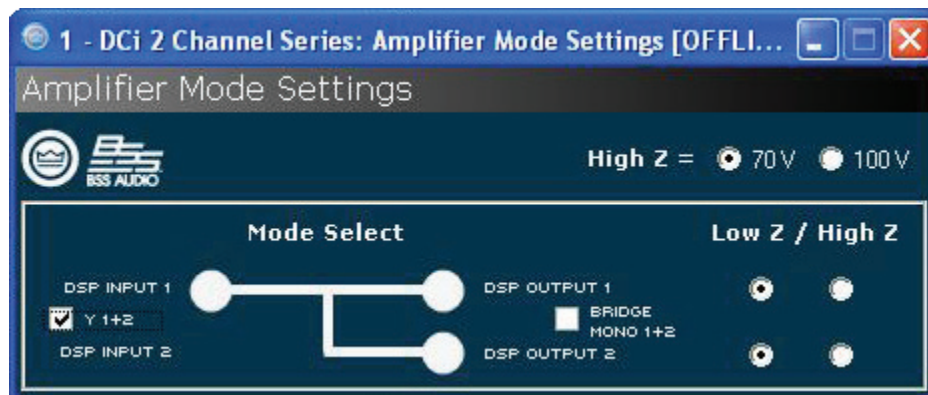 1 - DCi 2 Channel Series: Amplifier Mode Settings [OFFLI...
Amplifier Mode Settings
BSS AUDIO
High Z = 70V 100V
Mode Select Low Z / High Z
DSP INPUT 1 DSP OUTPUT 1
Y 1+2 BRIDGE
MONO 1+2
DSP INPUT 2 DSP OUTPUT 2